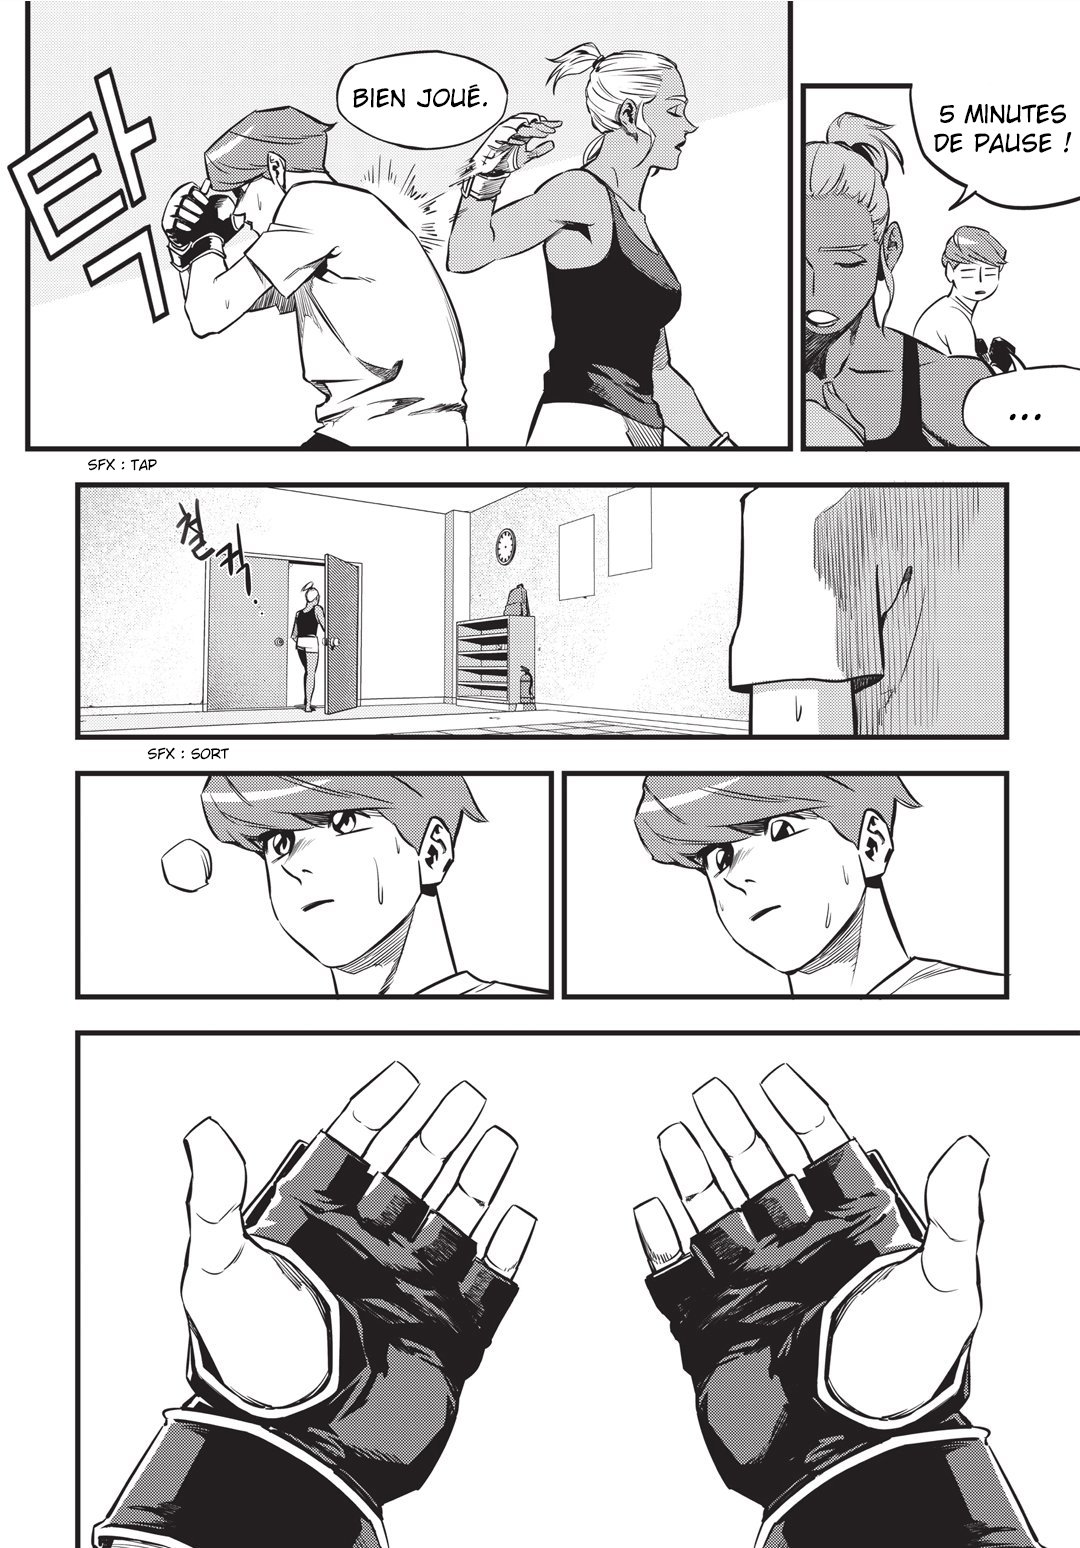 탁
BIEN JOUÉ.
5 MINUTES
DE PAUSE !
...
SFX : TAP
철컥...
SFX : SORT